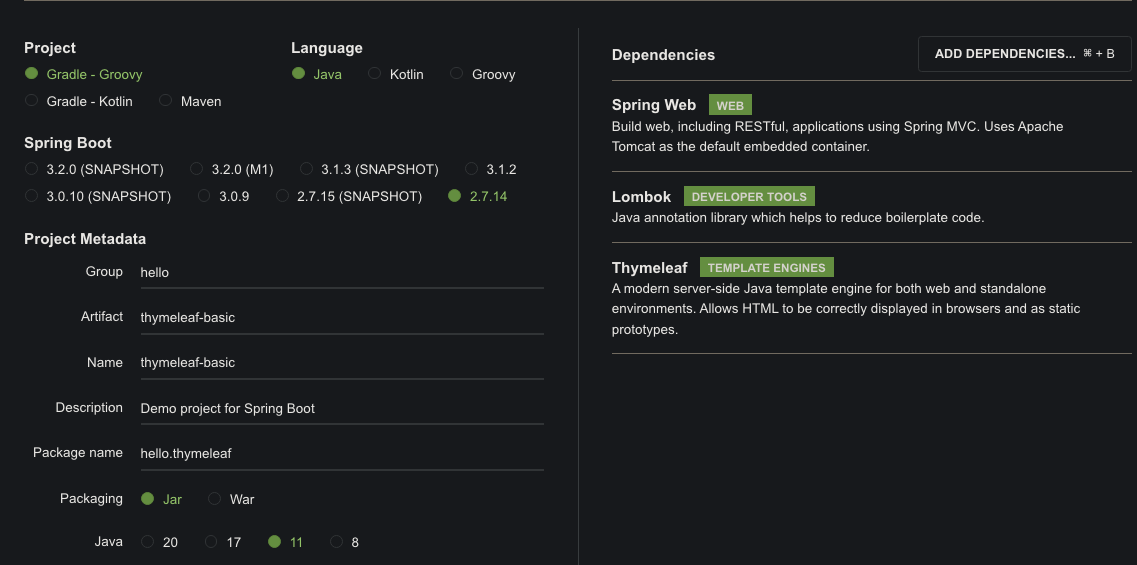 Project
Language
Gradle - Groovy
Java Kotlin Groovy
Gradle - Kotlin Maven
Spring Boot
3.2.0 (SNAPSHOT) 3.2.0 (M1) 3.1.3 (SNAPSHOT) 3.1.2
3.0.10 (SNAPSHOT) 3.0.9 2.7.15 (SNAPSHOT) 2.7.14
Project Metadata
Group hello
Artifact thymeleaf-basic
Name thymeleaf-basic
Description Demo project for Spring Boot
Package name hello.thymeleaf
Packaging Jar War
Java 20 17 11 8
Dependencies
ADD DEPENDENCIES... ⌘ + B
Spring Web WEB
Build web, including RESTful, applications using Spring MVC. Uses Apache
Tomcat as the default embedded container.
Lombok DEVELOPER TOOLS
Java annotation library which helps to reduce boilerplate code.
Thymeleaf TEMPLATE ENGINES
A modern server-side Java template engine for both web and standalone
environments. Allows HTML to be correctly displayed in browsers and as static
prototypes.